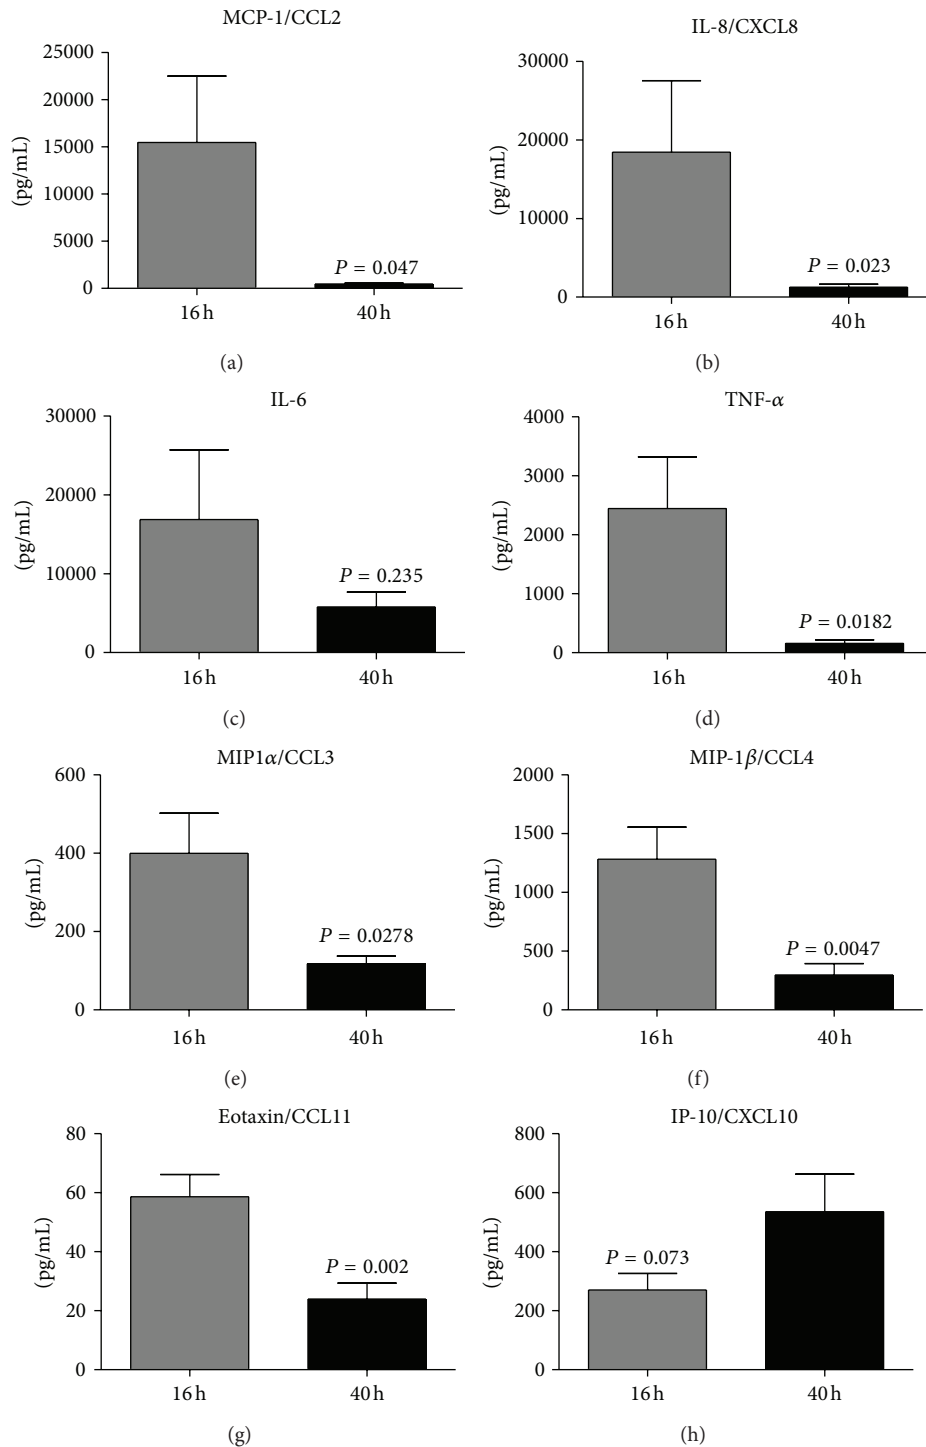 MCP-1/CCL2
25000
20000
15000
10000
5000
0
(pg/mL)
P = 0.047
16 h
40 h
(a)
IL-8/CXCL8
30000
20000
10000
0
(pg/mL)
P = 0.023
16 h
40 h
(b)
IL-6
30000
20000
10000
0
(pg/mL)
P = 0.235
16 h
40 h
(c)
TNF-α
4000
3000
2000
1000
0
(pg/mL)
P = 0.0182
16 h
40 h
(d)
MIP1α/CCL3
600
400
200
0
(pg/mL)
P = 0.0278
16 h
40 h
(e)
MIP-1β/CCL4
2000
1500
1000
500
0
(pg/mL)
P = 0.0047
16 h
40 h
(f)
Eotaxin/CCL11
80
60
40
20
0
(pg/mL)
P = 0.002
16 h
40 h
(g)
IP-10/CXCL10
800
600
400
200
0
(pg/mL)
P = 0.073
16 h
40 h
(h)